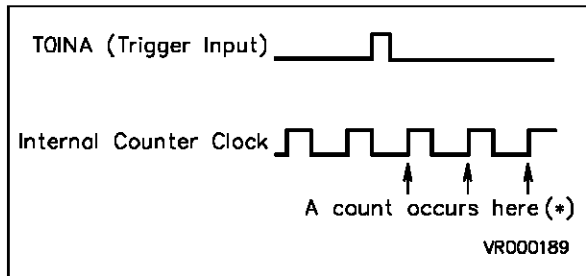 TOINA (Trigger Input)
Internal Counter Clock
A count occurs here (*)
VR000189